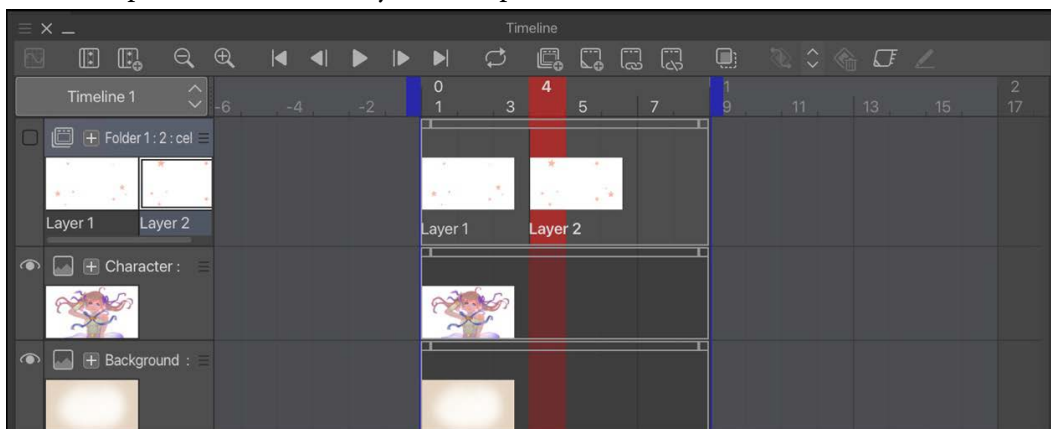 Timeline
Timeline 1
0 4 1 2
-6 -4 -2 1 3 5 7 9 11 13 15 17
Folder 1 : 2 : cel
Layer 1 Layer 2
Layer 1 Layer 2
Character :
Background :